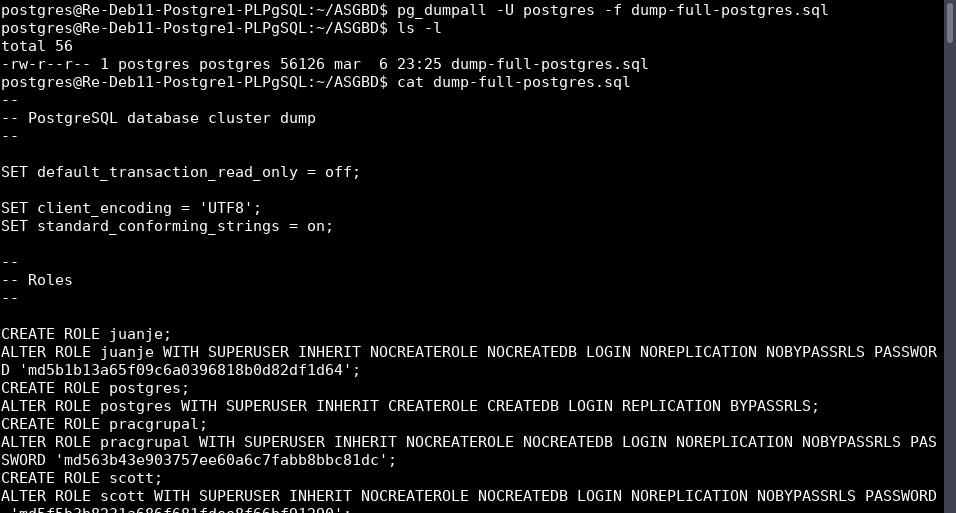 postgres@Re-Deb11-Postgre1-PLPgSQL:~/ASGBD$ pg_dumpall -U postgres -f dump-full-postgres.sql
postgres@Re-Deb11-Postgre1-PLPgSQL:~/ASGBD$ ls -l
total 56
-rw-r--r-- 1 postgres postgres 56126 mar  6 23:25 dump-full-postgres.sql
postgres@Re-Deb11-Postgre1-PLPgSQL:~/ASGBD$ cat dump-full-postgres.sql
--
-- PostgreSQL database cluster dump
--
SET default_transaction_read_only = off;
SET client_encoding = 'UTF8';
SET standard_conforming_strings = on;
--
-- Roles
--
CREATE ROLE juanje;
ALTER ROLE juanje WITH SUPERUSER INHERIT NOCREATEROLE NOCREATEDB LOGIN NOREPLICATION NOBYPASSRLS PASSWOR
D 'md5b1b13a65f09c6a0396818b0d82df1d64';
CREATE ROLE postgres;
ALTER ROLE postgres WITH SUPERUSER INHERIT CREATEROLE CREATEDB LOGIN REPLICATION BYPASSRLS;
CREATE ROLE pracgrupal;
ALTER ROLE pracgrupal WITH SUPERUSER INHERIT NOCREATEROLE NOCREATEDB LOGIN NOREPLICATION NOBYPASSRLS PAS
SWORD 'md563b43e903757ee60a6c7fabb8bbc81dc';
CREATE ROLE scott;
ALTER ROLE scott WITH SUPERUSER INHERIT NOCREATEROLE NOCREATEDB LOGIN NOREPLICATION NOBYPASSRLS PASSWORD